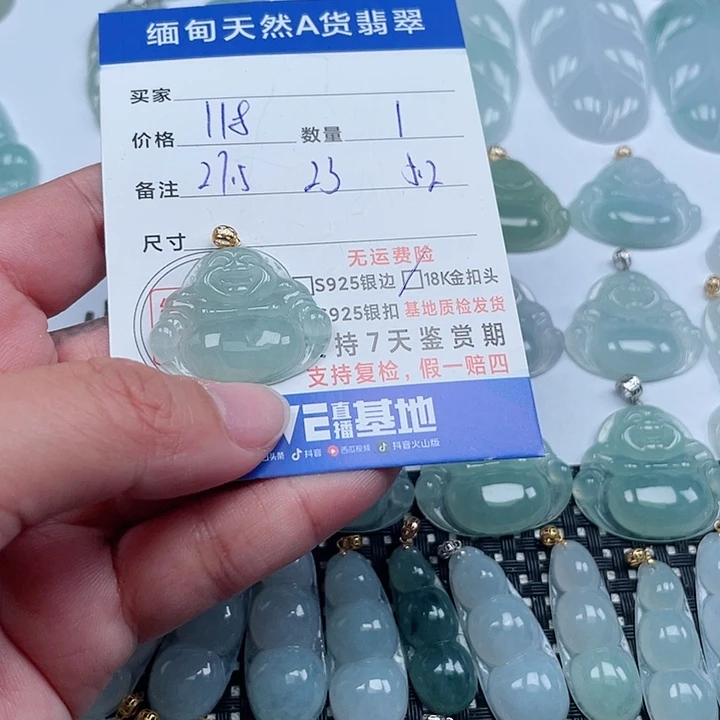 缅甸天然A货翡翠
买家
价格 118 数量 1
备注 27.5 23 5.2
尺寸
无运费险
S925银边 18K金扣头
S925银扣 基地质检发货
持7天鉴赏期
支持复检，假一赔四
直播基地
抖音 西瓜视频 抖音火山版